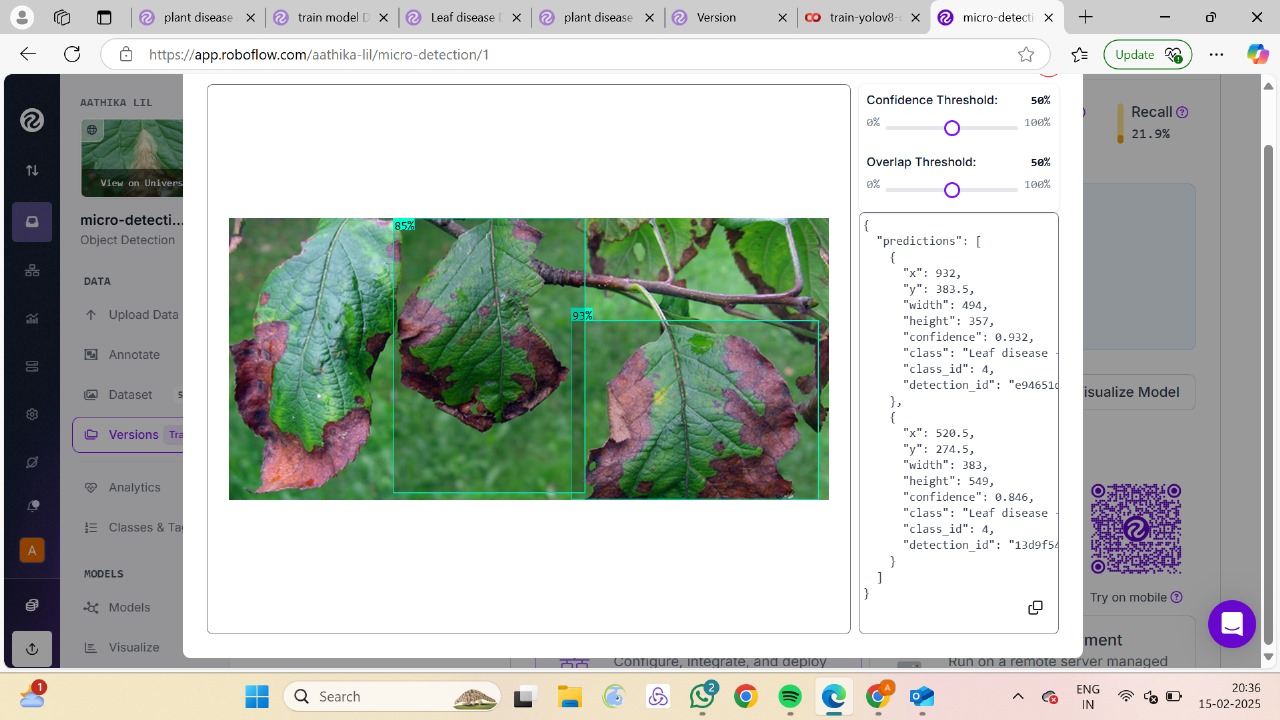 plant disease
train model D
Leaf disease D
plant disease
Version
train-yolov8-
micro-detecti
https://app.roboflow.com/aathika-lil/micro-detection/1
Update
AATHIKA LIL
View on Univers
micro-detecti...
Object Detection
DATA
Upload Data
Annotate
Dataset
Versions
Tra
Analytics
Classes & Ta
MODELS
Models
Visualize
85%
93%
Confidence Threshold: 50%
0% 100%
Overlap Threshold: 50%
0% 100%
{
"predictions": [
{
"x": 932,
"y": 383.5,
"width": 494,
"height": 357,
"confidence": 0.932,
"class": "Leaf disease -
"class_id": 4,
"detection_id": "e94651
},
{
"x": 520.5,
"y": 274.5,
"width": 383,
"height": 549,
"confidence": 0.846,
"class": "Leaf disease -
"class_id": 4,
"detection_id": "13d9f54
}
]
}
Recall
21.9%
isualize Model
Try on mobile
ment
Configure, integrate, and deploy
Run on a remote server managed
A
1
Search
2
A
ENG
IN
20:36
15-02-2025